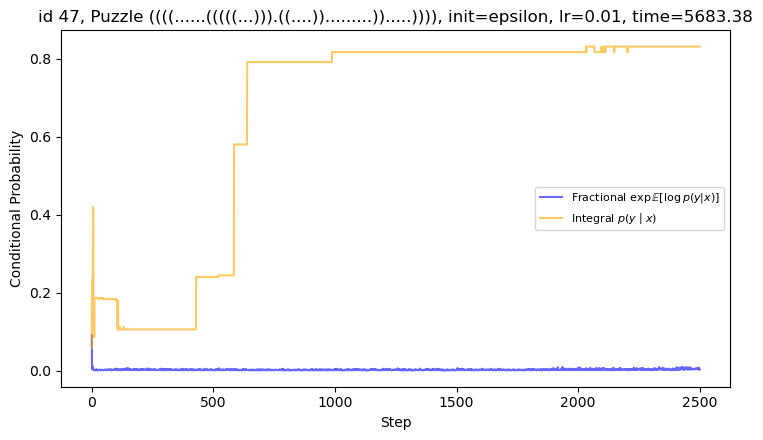 id 47, Puzzle ((((......(((((...))).((....)).........)).....)))), init=epsilon, lr=0.01, time=5683.38
Conditional Probability
0.8
0.6
0.4
0.2
0.0
Fractional exp𝔼[log p(y|x)]
Integral p(y | x)
0 500 1000 1500 2000 2500
Step